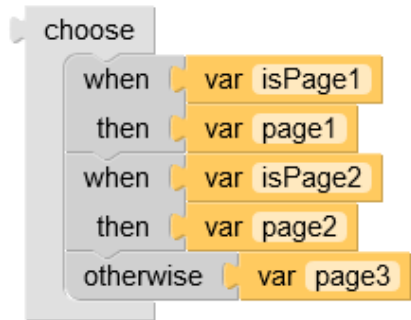 choose
when var isPage1
then var page1
when var isPage2
then var page2
otherwise var page3